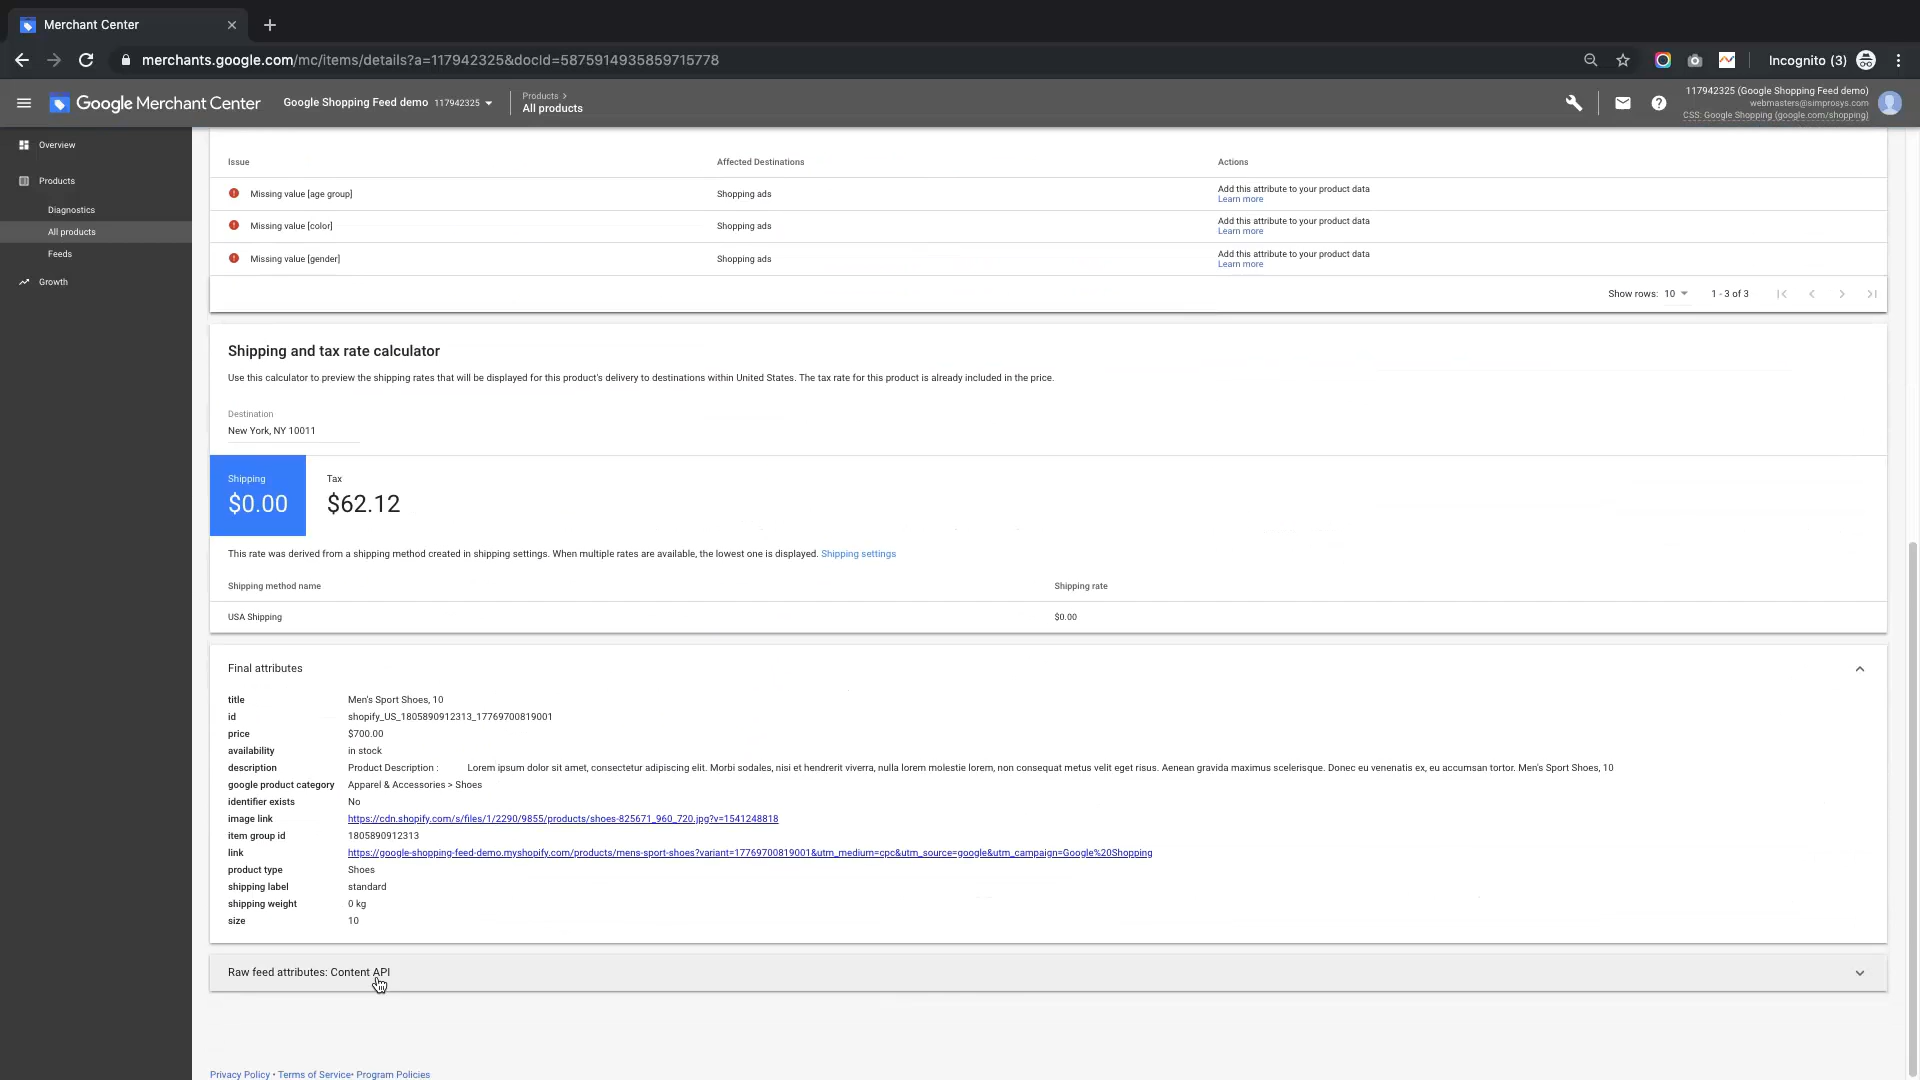 Merchant Center
merchants.google.com/mc/items/details?a=117942325&docId=5875914935859715778
Incognito (3)
Google Merchant Center
Google Shopping Feed demo 117942325
Products >
All products
117942325 (Google Shopping Feed demo)
webmasters@simprosys.com
CSS: Google Shopping (google.com/shopping)
Overview
Products
Diagnostics
All products
Feeds
Growth
Issue Affected Destinations Actions
Missing value [age group] Shopping ads Add this attribute to your product data
Learn more
Missing value [color] Shopping ads Add this attribute to your product data
Learn more
Missing value [gender] Shopping ads Add this attribute to your product data
Learn more
Show rows: 10 1 - 3 of 3
Shipping and tax rate calculator
Use this calculator to preview the shipping rates that will be displayed for this product's delivery to destinations within United States. The tax rate for this product is already included in the price.
Destination
New York, NY 10011
Shipping Tax
$0.00 $62.12
This rate was derived from a shipping method created in shipping settings. When multiple rates are available, the lowest one is displayed. Shipping settings
Shipping method name Shipping rate
USA Shipping $0.00
Final attributes
title Men's Sport Shoes, 10
id shopify_US_1805890912313_17769700819001
price $700.00
availability in stock
description Product Description : Lorem ipsum dolor sit amet, consectetur adipiscing elit. Morbi sodales, nisi et hendrerit viverra, nulla lorem molestie lorem, non consequat metus velit eget risus. Aenean gravida maximus scelerisque. Donec eu venenatis ex, eu accumsan tortor. Men's Sport Shoes, 10
google product category Apparel & Accessories > Shoes
identifier exists No
image link https://cdn.shopify.com/s/files/1/2290/9855/products/shoes-825671_960_720.jpg?v=1541248818
item group id 1805890912313
link https://google-shopping-feed-demo.myshopify.com/products/mens-sport-shoes?variant=17769700819001&utm_medium=cpc&utm_source=google&utm_campaign=Google%20Shopping
product type Shoes
shipping label standard
shipping weight 0 kg
size 10
Raw feed attributes: Content API
Privacy Policy • Terms of Service • Program Policies